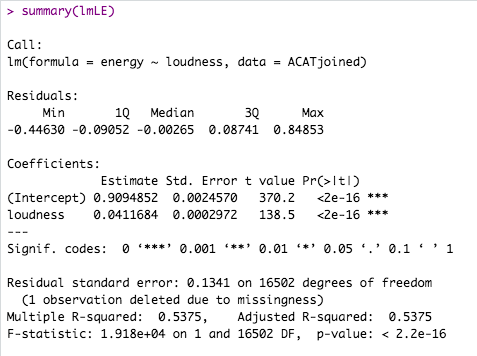 > summary(lmLE)

Call:
lm(formula = energy ~ loudness, data = ACATjoined)

Residuals:
     Min       1Q   Median       3Q      Max
-0.44630 -0.09052 -0.00265  0.08741  0.84853

Coefficients:
             Estimate Std. Error t value Pr(>|t|)
(Intercept) 0.9094852  0.0024570   370.2   <2e-16 ***
loudness    0.0411684  0.0002972   138.5   <2e-16 ***
---
Signif. codes:  0 ‘***’ 0.001 ‘**’ 0.01 ‘*’ 0.05 ‘.’ 0.1 ‘ ’ 1

Residual standard error: 0.1341 on 16502 degrees of freedom
  (1 observation deleted due to missingness)
Multiple R-squared:  0.5375,	Adjusted R-squared:  0.5375
F-statistic: 1.918e+04 on 1 and 16502 DF,  p-value: < 2.2e-16